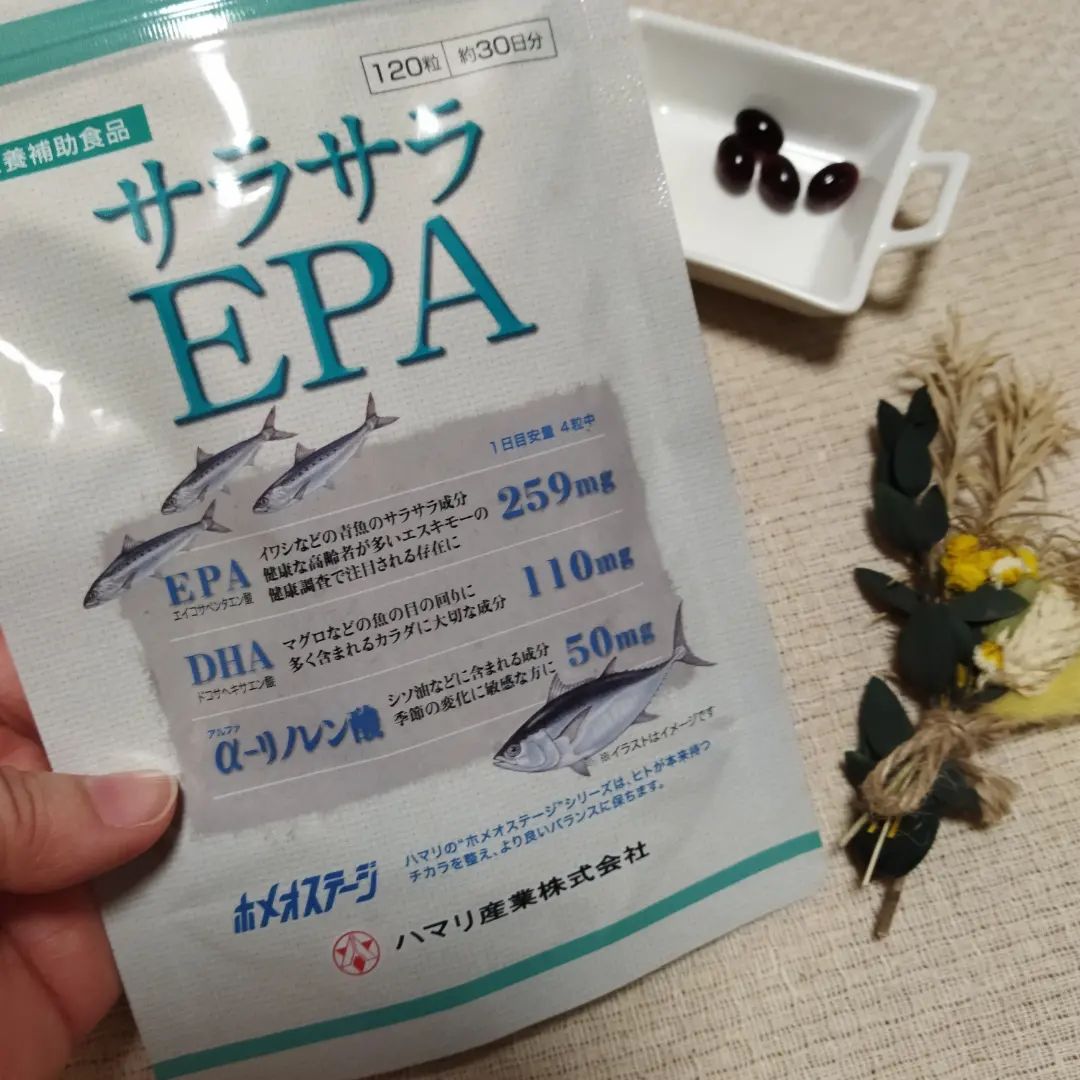 120粒 約30日分
養補助食品
サラサラ
EPA
1日目安量 4粒中
EPA
エイコサペンタエン酸
イワシなどの青魚のサラサラ成分
健康な高齢者が多いエスキモーの
健康調査で注目される存在に
259mg
DHA
ドコサヘキサエン酸
マグロなどの魚の目の回りに
多く含まれるカラダに大切な成分
110mg
アルファ
α-リノレン酸
シソ油などに含まれる成分
季節の変化に敏感な方に
50mg
※イラストはイメージです
ホメオステージ
ハマリの"ホメオステージ"シリーズは、ヒトが本来持つ
チカラを整え、より良いバランスに保ちます。
ハマリ産業株式会社